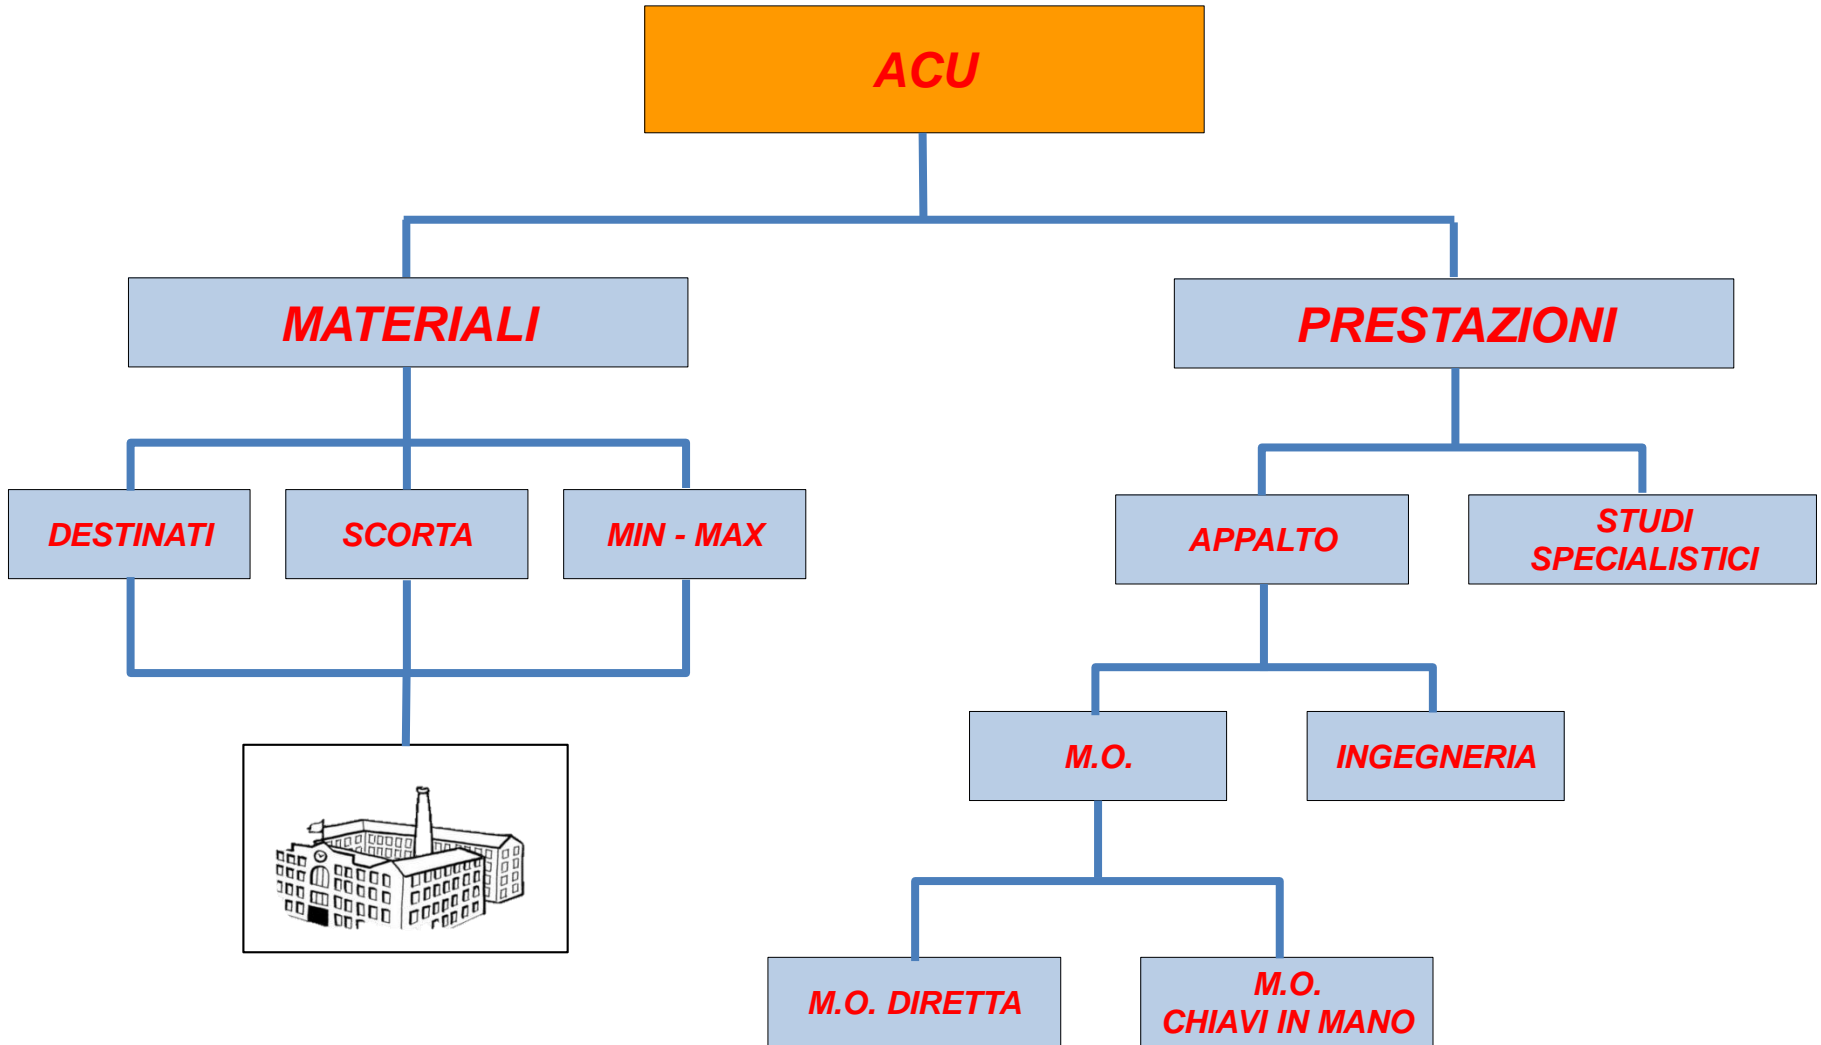 ACU
MATERIALI
PRESTAZIONI
DESTINATI
SCORTA
MIN - MAX
APPALTO
STUDI
SPECIALISTICI
M.O.
INGEGNERIA
M.O. DIRETTA
M.O.
CHIAVI IN MANO